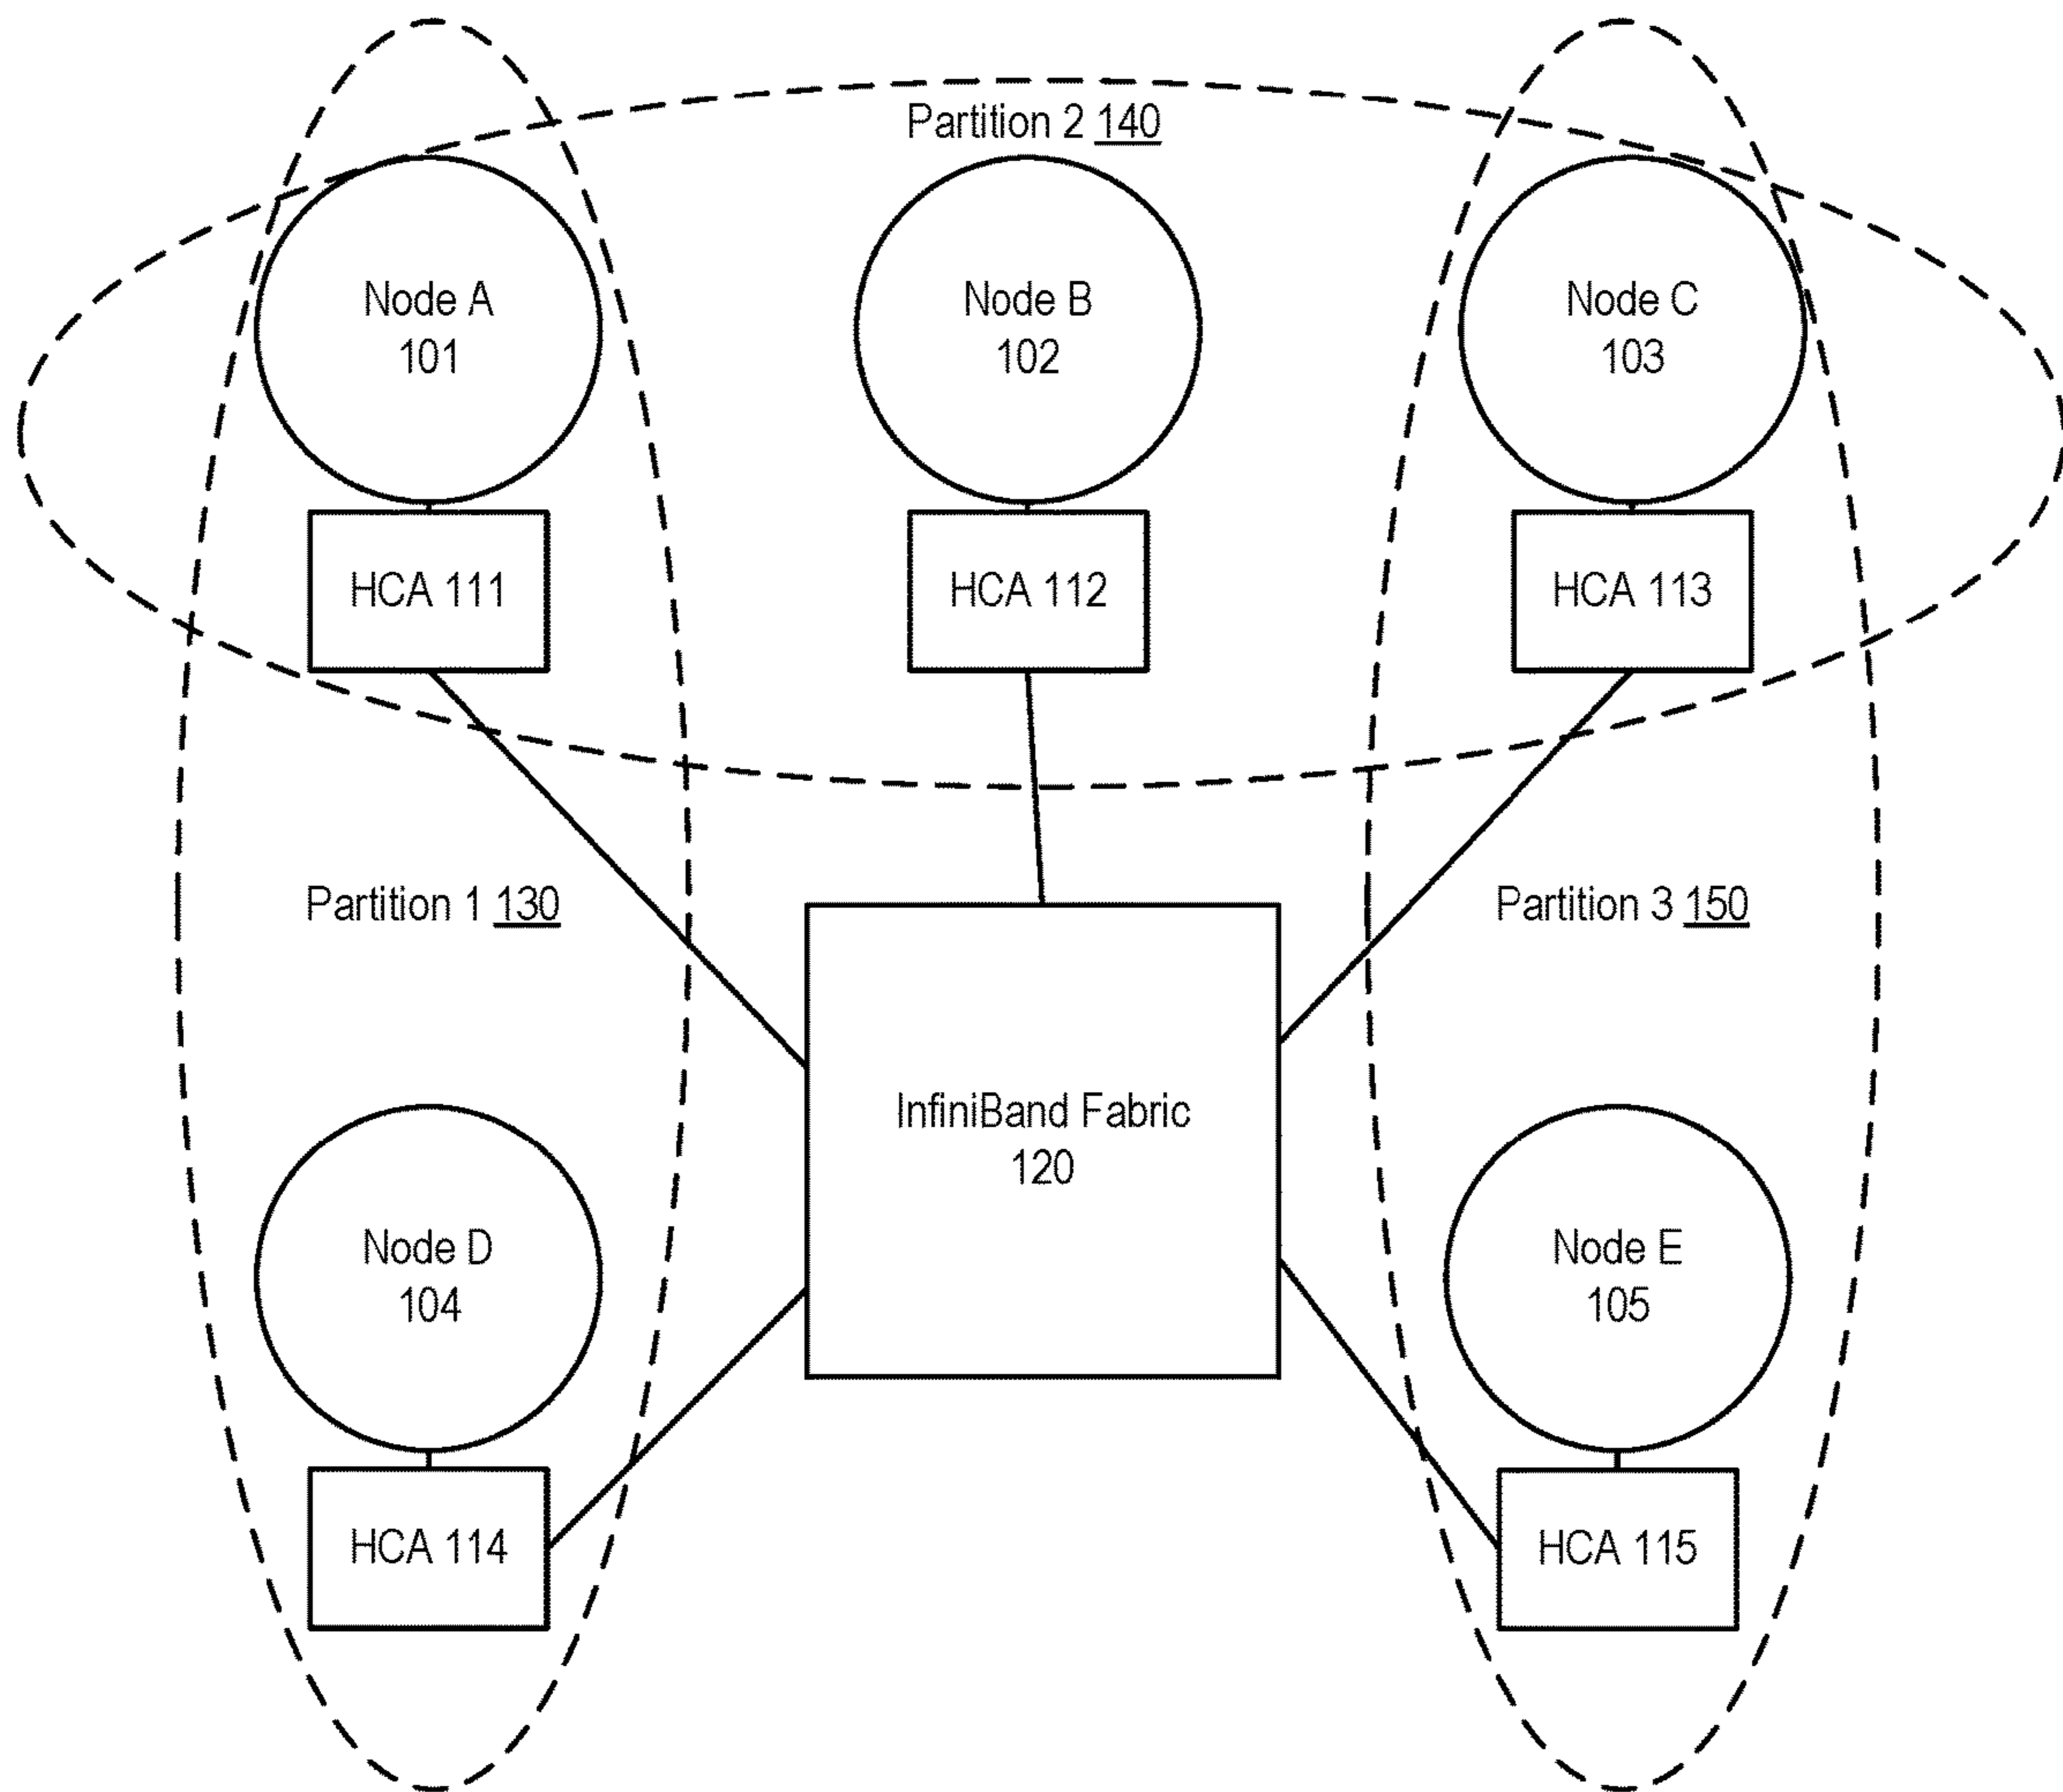 Partition 2 140
Node A
101
Node B
102
Node C
103
HCA 111
HCA 112
HCA 113
Partition 1 130
Partition 3 150
InfiniBand Fabric
120
Node D
104
Node E
105
HCA 114
HCA 115